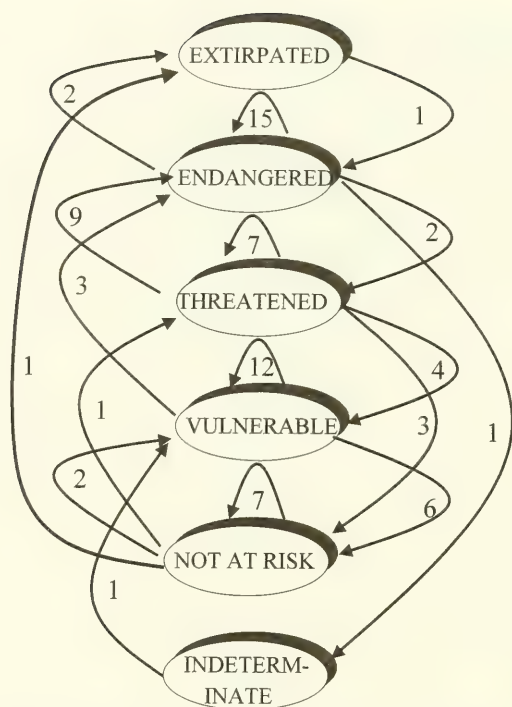 EXTIRPATED
2
1
15
ENDANGERED
9
7
2
3
THREATENED
12
4
1
1
VULNERABLE
3
1
2
7
6
NOT AT RISK
1
INDETERM-
INATE